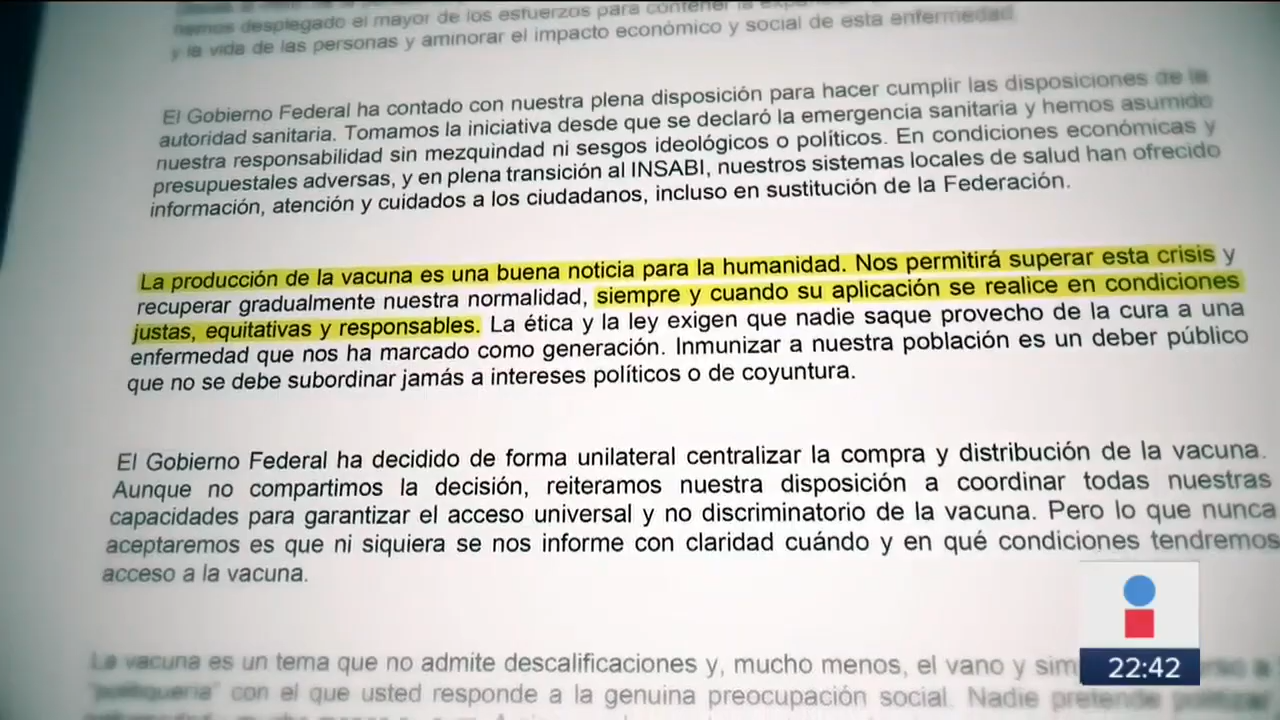 hemos desplegado el mayor de los esfuerzos para contener la
y la vida de las personas y aminorar el impacto económico y social de esta enfermedad
El Gobierno Federal ha contado con nuestra plena disposición para hacer cumplir las disposiciones de la
autoridad sanitaria. Tomamos la iniciativa desde que se declaró la emergencia sanitaria y hemos asumido
nuestra responsabilidad sin mezquindad ni sesgos ideológicos o políticos. En condiciones económicas y
presupuestales adversas, y en plena transición al INSABI, nuestros sistemas locales de salud han ofrecido
información, atención y cuidados a los ciudadanos, incluso en sustitución de la Federación.
La producción de la vacuna es una buena noticia para la humanidad. Nos permitirá superar esta crisis y
recuperar gradualmente nuestra normalidad, siempre y cuando su aplicación se realice en condiciones
justas, equitativas y responsables. La ética y la ley exigen que nadie saque provecho de la cura a una
enfermedad que nos ha marcado como generación. Inmunizar a nuestra población es un deber público
que no se debe subordinar jamás a intereses políticos o de coyuntura.
El Gobierno Federal ha decidido de forma unilateral centralizar la compra y distribución de la vacuna.
Aunque no compartimos la decisión, reiteramos nuestra disposición a coordinar todas nuestras
capacidades para garantizar el acceso universal y no discriminatorio de la vacuna. Pero lo que nunca
aceptaremos es que ni siquiera se nos informe con claridad cuándo y en qué condiciones tendremos
acceso a la vacuna.
La vacuna es un tema que no admite descalificaciones y, mucho menos, el vano y
"politiquería" con el que usted responde a la genuina preocupación social. Nadie pretende
22:42